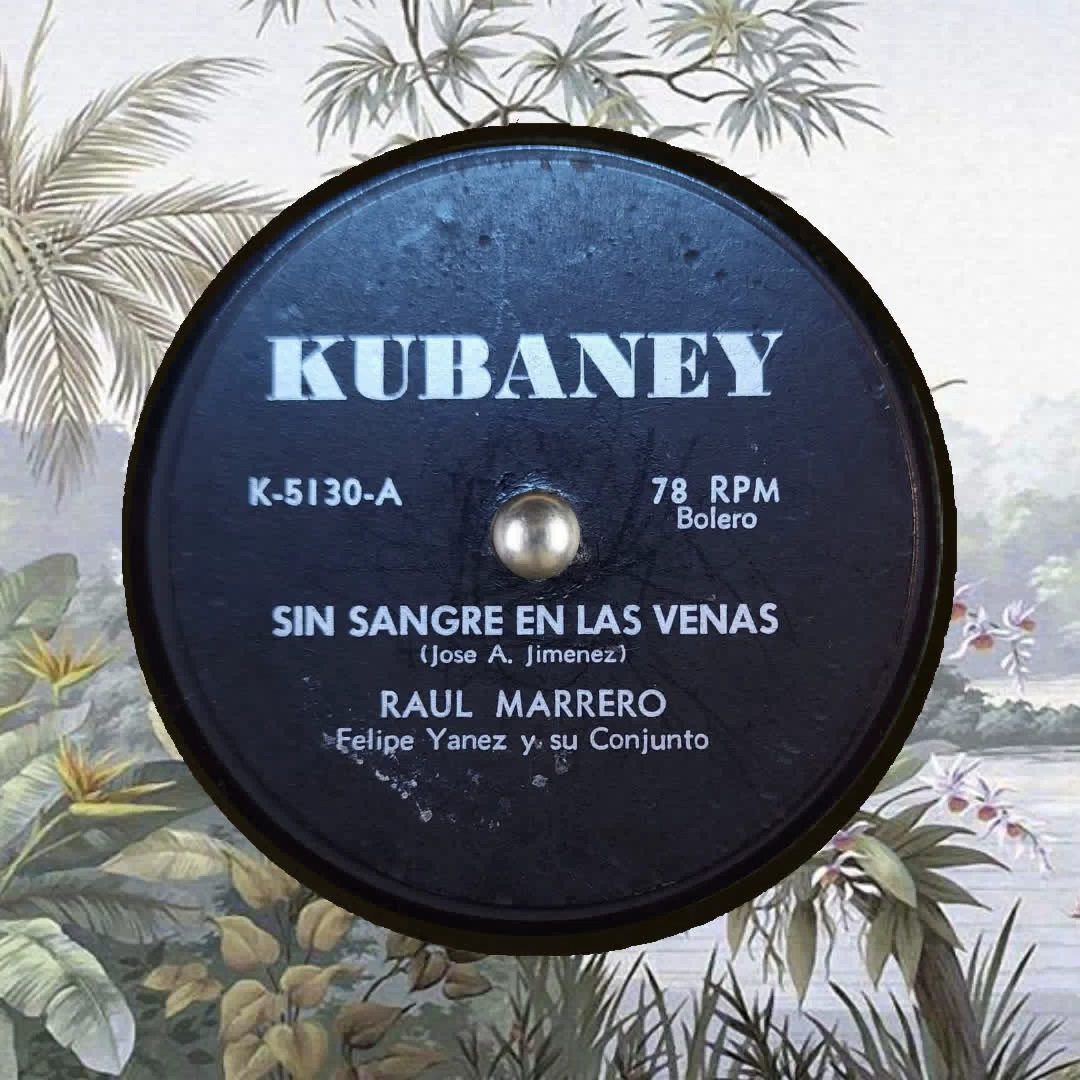 KUBANEY
K-5130-A
78 RPM
Bolero
SIN SANGRE EN LAS VENAS
(Jose A. Jimenez)
RAUL MARRERO
Felipe Yanez y su Conjunto